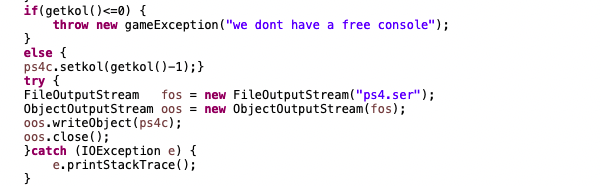 if(getkol()<=0) {
throw new gameException("we dont have a free console");
}
else {
ps4c.setkol(getkol()-1);}
try {
FileOutputStream fos = new FileOutputStream("ps4.ser");
ObjectOutputStream oos = new ObjectOutputStream(fos);
oos.writeObject(ps4c);
oos.close();
}catch (IOException e) {
e.printStackTrace();
}